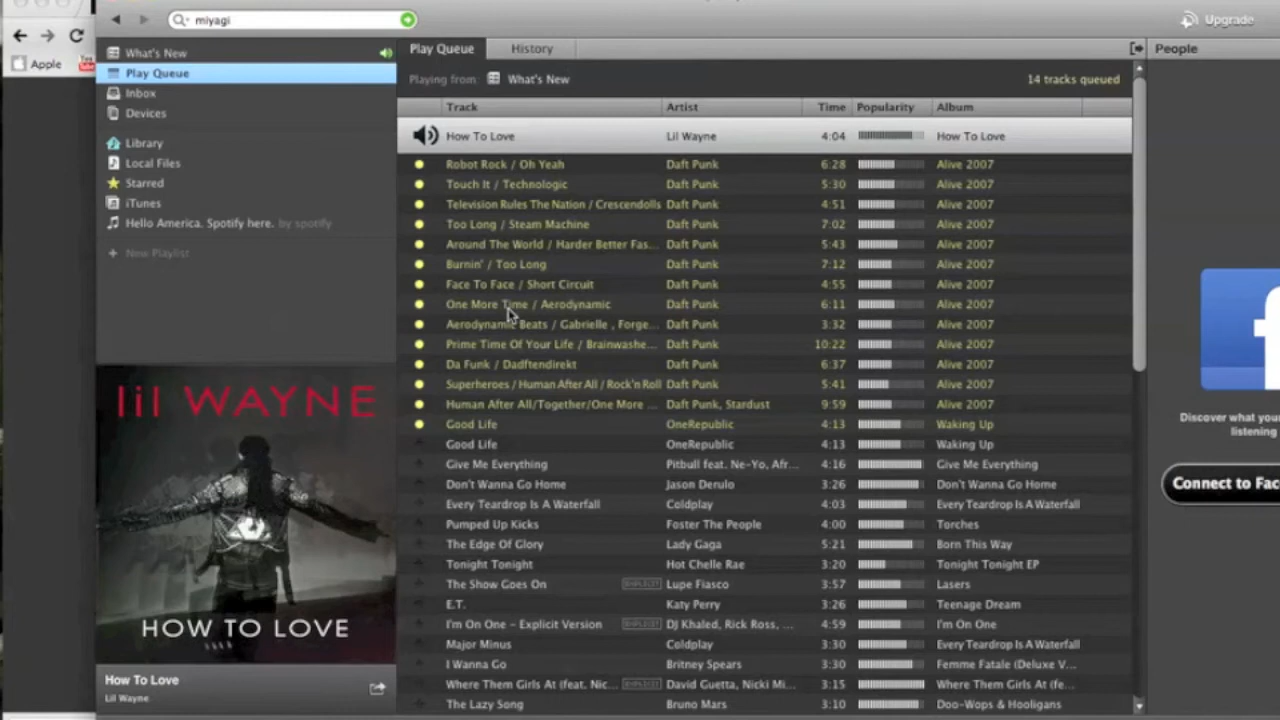 miyagi
Upgrade
Apple
What's New
Play Queue
Inbox
Devices
Library
Local Files
Starred
iTunes
Hello America. Spotify here. by spotify
New Playlist
lil WAYNE
HOW TO LOVE
How To Love
Lil Wayne
Play Queue History
Playing from: What's New 14 tracks queued
Track Artist Time Popularity Album
How To Love Lil Wayne 4:04 How To Love
Robot Rock / Oh Yeah Daft Punk 6:28 Alive 2007
Touch It / Technologic Daft Punk 5:30 Alive 2007
Television Rules The Nation / Crescendolls Daft Punk 4:51 Alive 2007
Too Long / Steam Machine Daft Punk 7:02 Alive 2007
Around The World / Harder Better Fas... Daft Punk 5:43 Alive 2007
Burnin' / Too Long Daft Punk 7:12 Alive 2007
Face To Face / Short Circuit Daft Punk 4:55 Alive 2007
One More Time / Aerodynamic Daft Punk 6:11 Alive 2007
Aerodynamic Beats / Gabrielle , Forge... Daft Punk 3:32 Alive 2007
Prime Time Of Your Life / Brainwashe... Daft Punk 10:22 Alive 2007
Da Funk / Dadftendirekt Daft Punk 6:37 Alive 2007
Superheroes / Human After All / Rock'n Roll Daft Punk 5:41 Alive 2007
Human After All/Together/One More ... Daft Punk, Stardust 9:59 Alive 2007
Good Life OneRepublic 4:13 Waking Up
Good Life OneRepublic 4:13 Waking Up
Give Me Everything Pitbull feat. Ne-Yo, Afr... 4:16 Give Me Everything
Don't Wanna Go Home Jason Derulo 3:26 Don't Wanna Go Home
Every Teardrop Is A Waterfall Coldplay 4:03 Every Teardrop Is A Waterfall
Pumped Up Kicks Foster The People 4:00 Torches
The Edge Of Glory Lady Gaga 5:21 Born This Way
Tonight Tonight Hot Chelle Rae 3:20 Tonight Tonight EP
The Show Goes On EXPLICIT Lupe Fiasco 3:57 Lasers
E.T. Katy Perry 3:26 Teenage Dream
I'm On One – Explicit Version EXPLICIT DJ Khaled, Rick Ross, ... 4:59 I'm On One
Major Minus Coldplay 3:30 Every Teardrop Is A Waterfall
I Wanna Go Britney Spears 3:30 Femme Fatale (Deluxe V...
Where Them Girls At (feat. Nic... EXPLICIT David Guetta, Nicki Mi... 3:15 Where Them Girls At (fe...
The Lazy Song Bruno Mars 3:10 Doo-Wops & Hooligans
People
Discover what your
listening
Connect to Fac